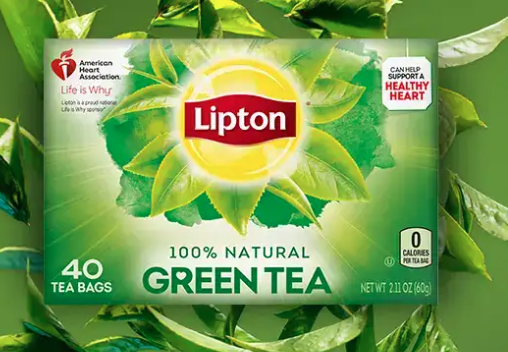 American
Heart
Association.
Life is Why™
Lipton is a proud national
Life is Why sponsor*
CAN HELP
SUPPORT A
HEALTHY
HEART
Lipton
100% NATURAL
GREEN TEA
40
TEA BAGS
0
CALORIES
PER TEA BAG
NET WT 2.11 OZ (60g)